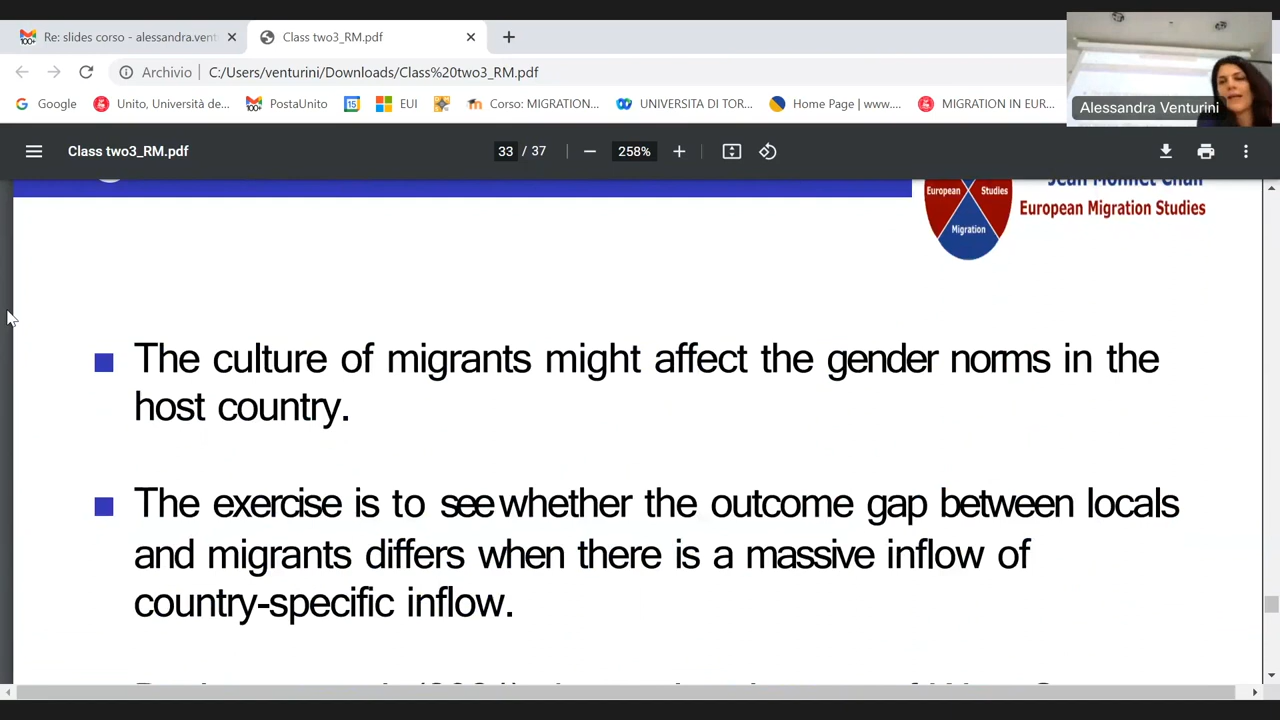 Re: slides corso - alessandra.vent
Class two3_RM.pdf
Archivio
C:/Users/venturini/Downloads/Class%20two3_RM.pdf
Google
Unito, Università de...
PostaUnito
EUI
Corso: MIGRATION...
UNIVERSITA DI TOR...
Home Page | www....
MIGRATION IN EUR...
Alessandra Venturini
Class two3_RM.pdf
33 / 37
258%
Jean Monnet Chair
European Studies
European Migration Studies
Migration
The culture of migrants might affect the gender norms in the
host country.
The exercise is to see whether the outcome gap between locals
and migrants differs when there is a massive inflow of
country-specific inflow.